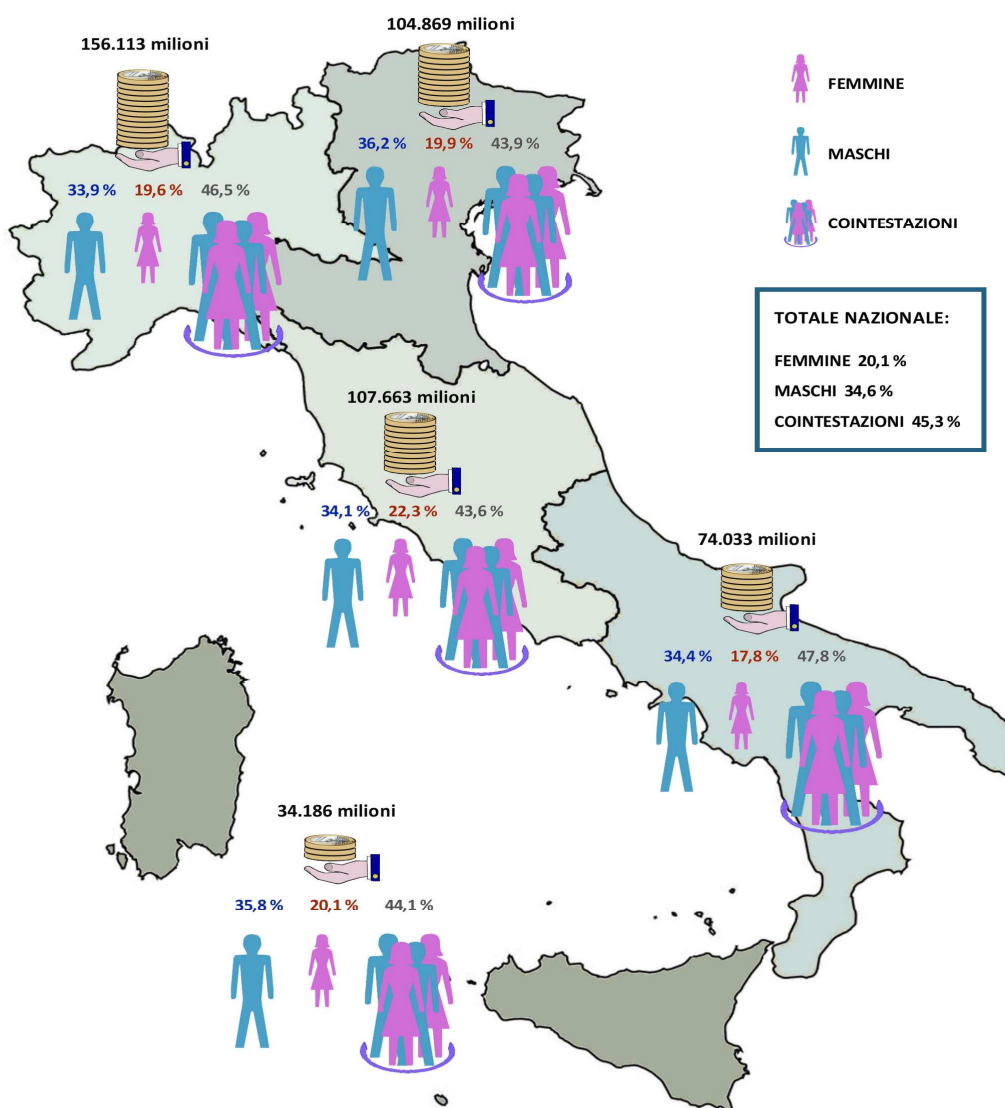 156.113 milioni
33,9 % 19,6 % 46,5 %
104.869 milioni
36,2 % 19,9 % 43,9 %
FEMMINE
MASCHI
COINTESTAZIONI
TOTALE NAZIONALE:
FEMMINE 20,1 %
MASCHI 34,6 %
COINTESTAZIONI 45,3 %
107.663 milioni
34,1 % 22,3 % 43,6 %
74.033 milioni
34,4 % 17,8 % 47,8 %
34.186 milioni
35,8 % 20,1 % 44,1 %